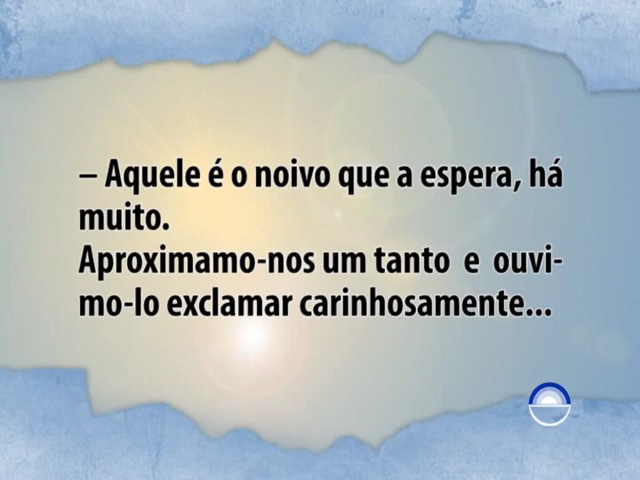 – Aquele é o noivo que a espera, há
muito.
Aproximamo-nos um tanto e ouvi-
mo-lo exclamar carinhosamente...